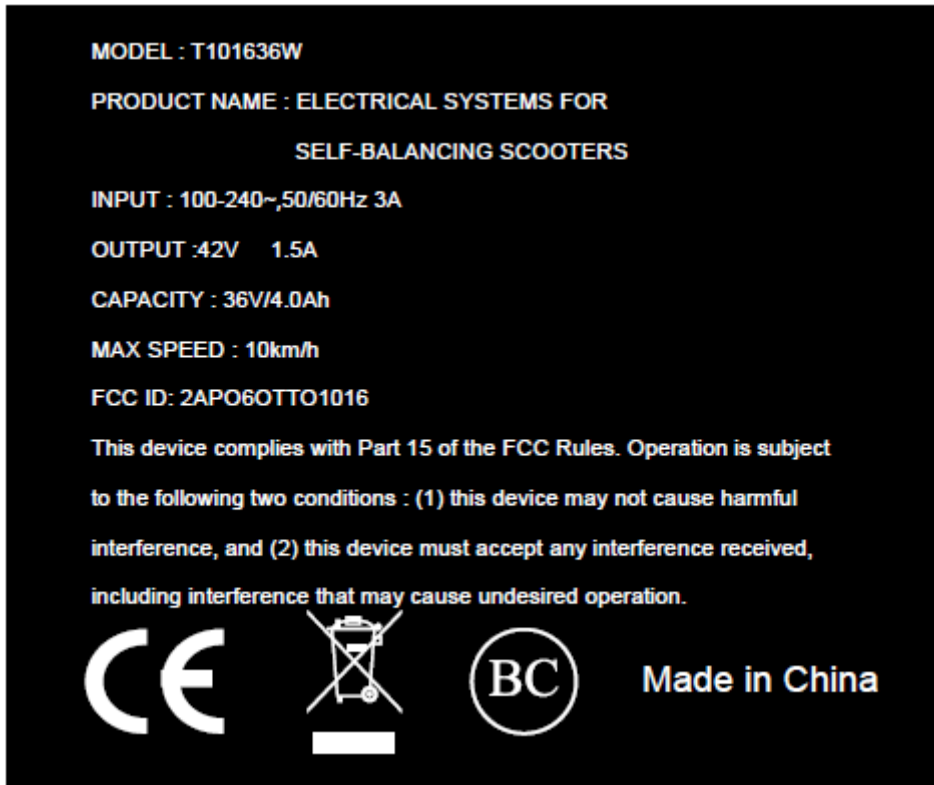 MODEL : T101636W
PRODUCT NAME : ELECTRICAL SYSTEMS FOR
SELF-BALANCING SCOOTERS
INPUT : 100-240~,50/60Hz 3A
OUTPUT :42V 1.5A
CAPACITY : 36V/4.0Ah
MAX SPEED : 10km/h
FCC ID: 2APO6OTTO1016
This device complies with Part 15 of the FCC Rules. Operation is subject
to the following two conditions : (1) this device may not cause harmful
interference, and (2) this device must accept any interference received,
including interference that may cause undesired operation.
CE BC Made in China